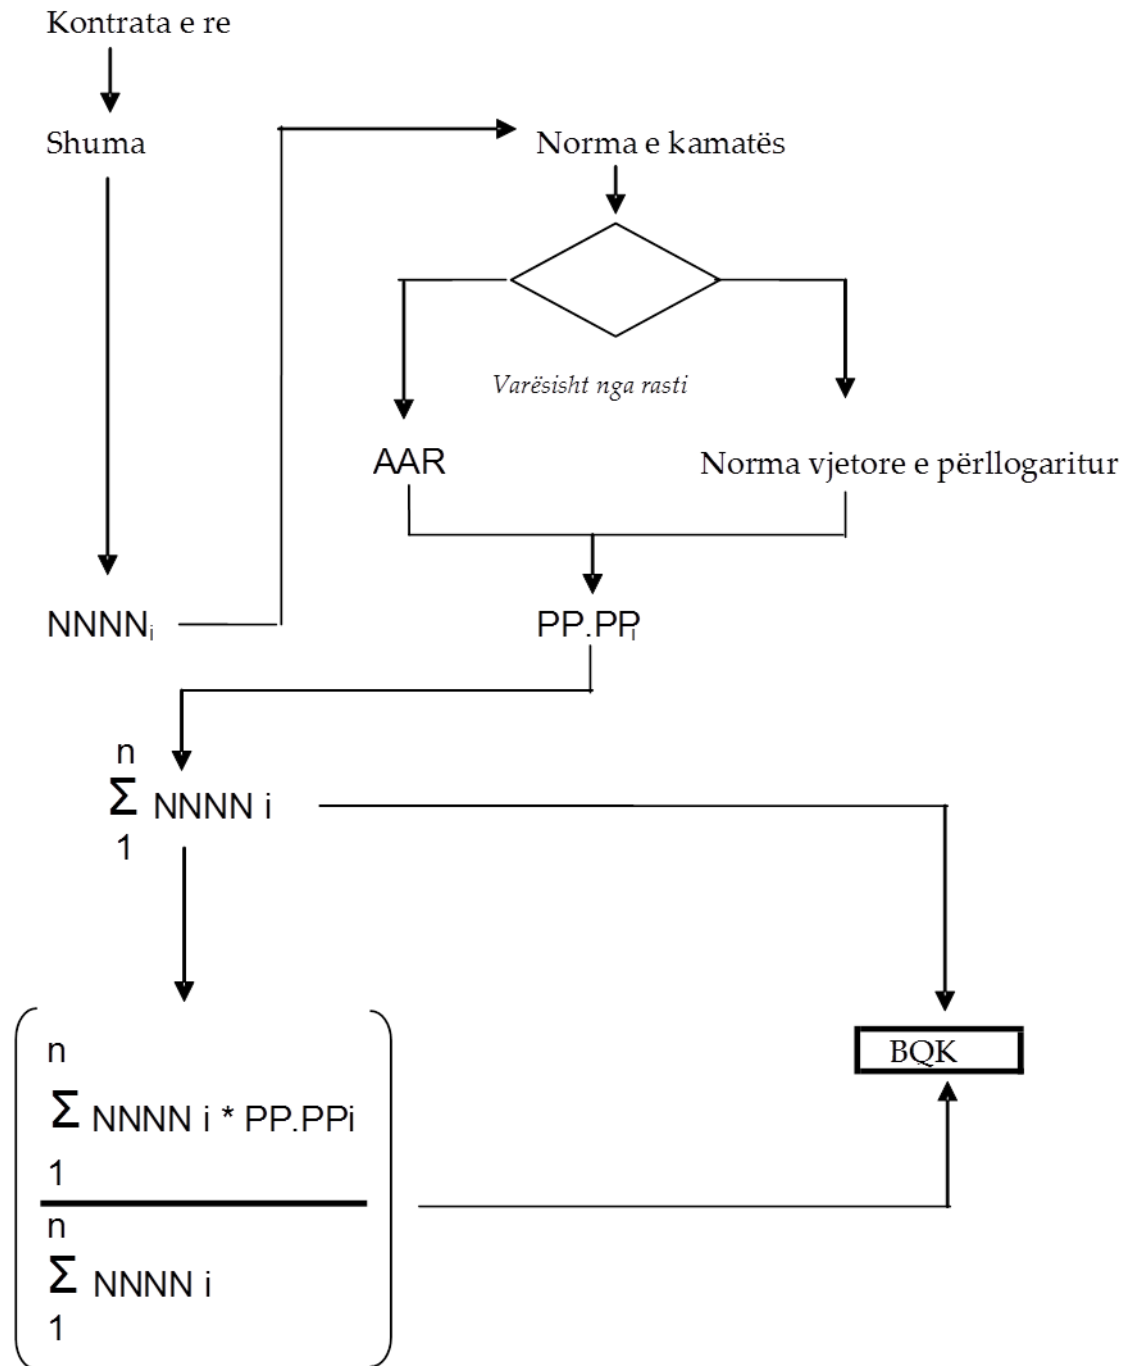 Kontrata e re
Shuma
Norma e kamatës
Varësisht nga rasti
AAR
Norma vjetore e përllogaritur
NNNNi
PP.PPi
n
Σ NNNN i
1
BQK
n
Σ NNNN i * PP.PPi
1
n
Σ NNNN i
1